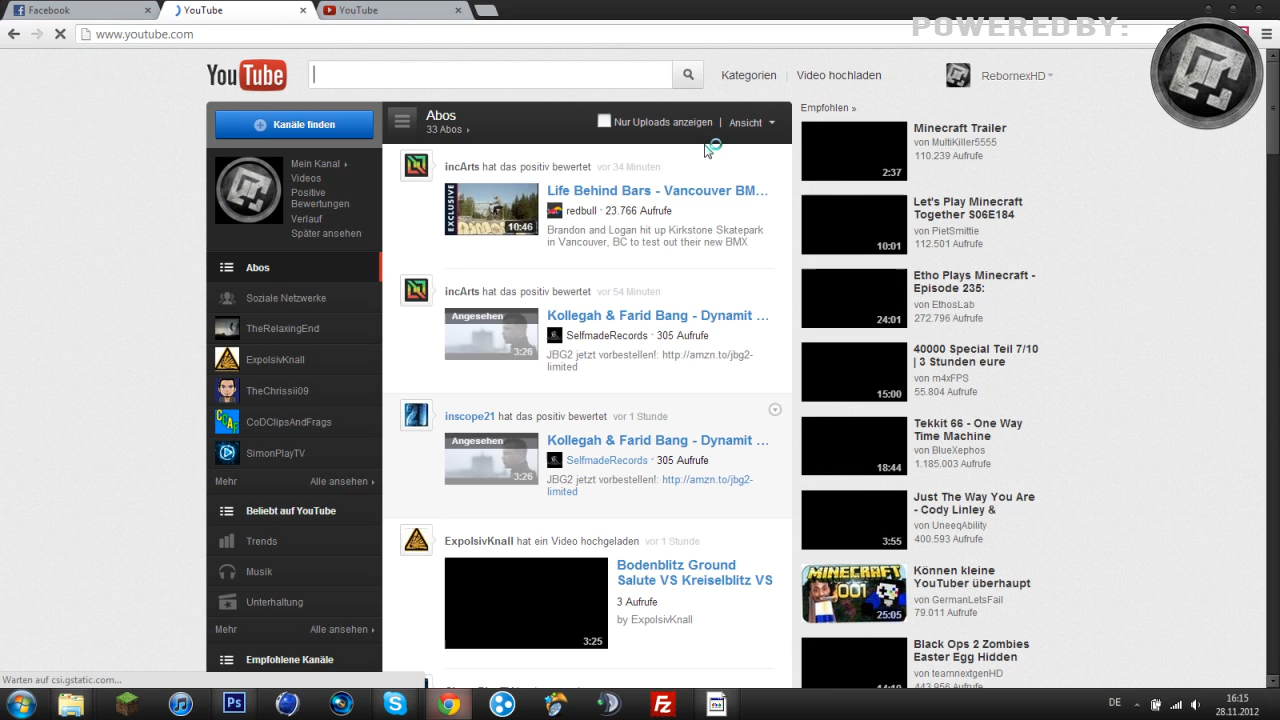 Facebook
YouTube
YouTube
www.youtube.com
POWERED BY:
YouTube
Kategorien
Video hochladen
RebornexHD
Kanäle finden
Mein Kanal
Videos
Positive
Bewertungen
Verlauf
Später ansehen
Abos
Soziale Netzwerke
TheRelaxingEnd
ExpolsivKnall
TheChrissii09
CoDClipsAndFrags
SimonPlayTV
Mehr
Alle ansehen
Beliebt auf YouTube
Trends
Musik
Unterhaltung
Mehr
Alle ansehen
Empfohlene Kanäle
Abos
33 Abos
Nur Uploads anzeigen
Ansicht
incArts hat das positiv bewertet vor 34 Minuten
EXCLUSIVE
10:46
Life Behind Bars - Vancouver BM...
redbull · 23.766 Aufrufe
Brandon and Logan hit up Kirkstone Skatepark
in Vancouver, BC to test out their new BMX
incArts hat das positiv bewertet vor 54 Minuten
Angesehen
3:26
Kollegah & Farid Bang - Dynamit ...
SelfmadeRecords · 305 Aufrufe
JBG2 jetzt vorbestellen!: http://amzn.to/jbg2-
limited
inscope21 hat das positiv bewertet vor 1 Stunde
Angesehen
3:26
Kollegah & Farid Bang - Dynamit ...
SelfmadeRecords · 305 Aufrufe
JBG2 jetzt vorbestellen!: http://amzn.to/jbg2-
limited
ExpolsivKnall hat ein Video hochgeladen vor 1 Stunde
3:25
Bodenblitz Ground
Salute VS Kreiselblitz VS
3 Aufrufe
by ExpolsivKnall
Empfohlen »
2:37
Minecraft Trailer
von MultiKiller5555
110.239 Aufrufe
10:01
Let's Play Minecraft
Together S06E184
von PietSmittie
112.501 Aufrufe
24:01
Etho Plays Minecraft -
Episode 235:
von EthosLab
272.796 Aufrufe
15:00
40000 Special Teil 7/10
| 3 Stunden eure
von m4xFPS
55.804 Aufrufe
18:44
Tekkit 66 - One Way
Time Machine
von BlueXephos
1.185.003 Aufrufe
3:55
Just The Way You Are
- Cody Linley &
von UneeqAbility
400.593 Aufrufe
MINECRAFT
001
25:05
Können kleine
YouTuber überhaupt
von GermanLetsFail
79.011 Aufrufe
Black Ops 2 Zombies
Easter Egg Hidden
von teamnextgenHD
443.956 Aufrufe
Warten auf csi.gstatic.com...
DE
16:15
28.11.2012